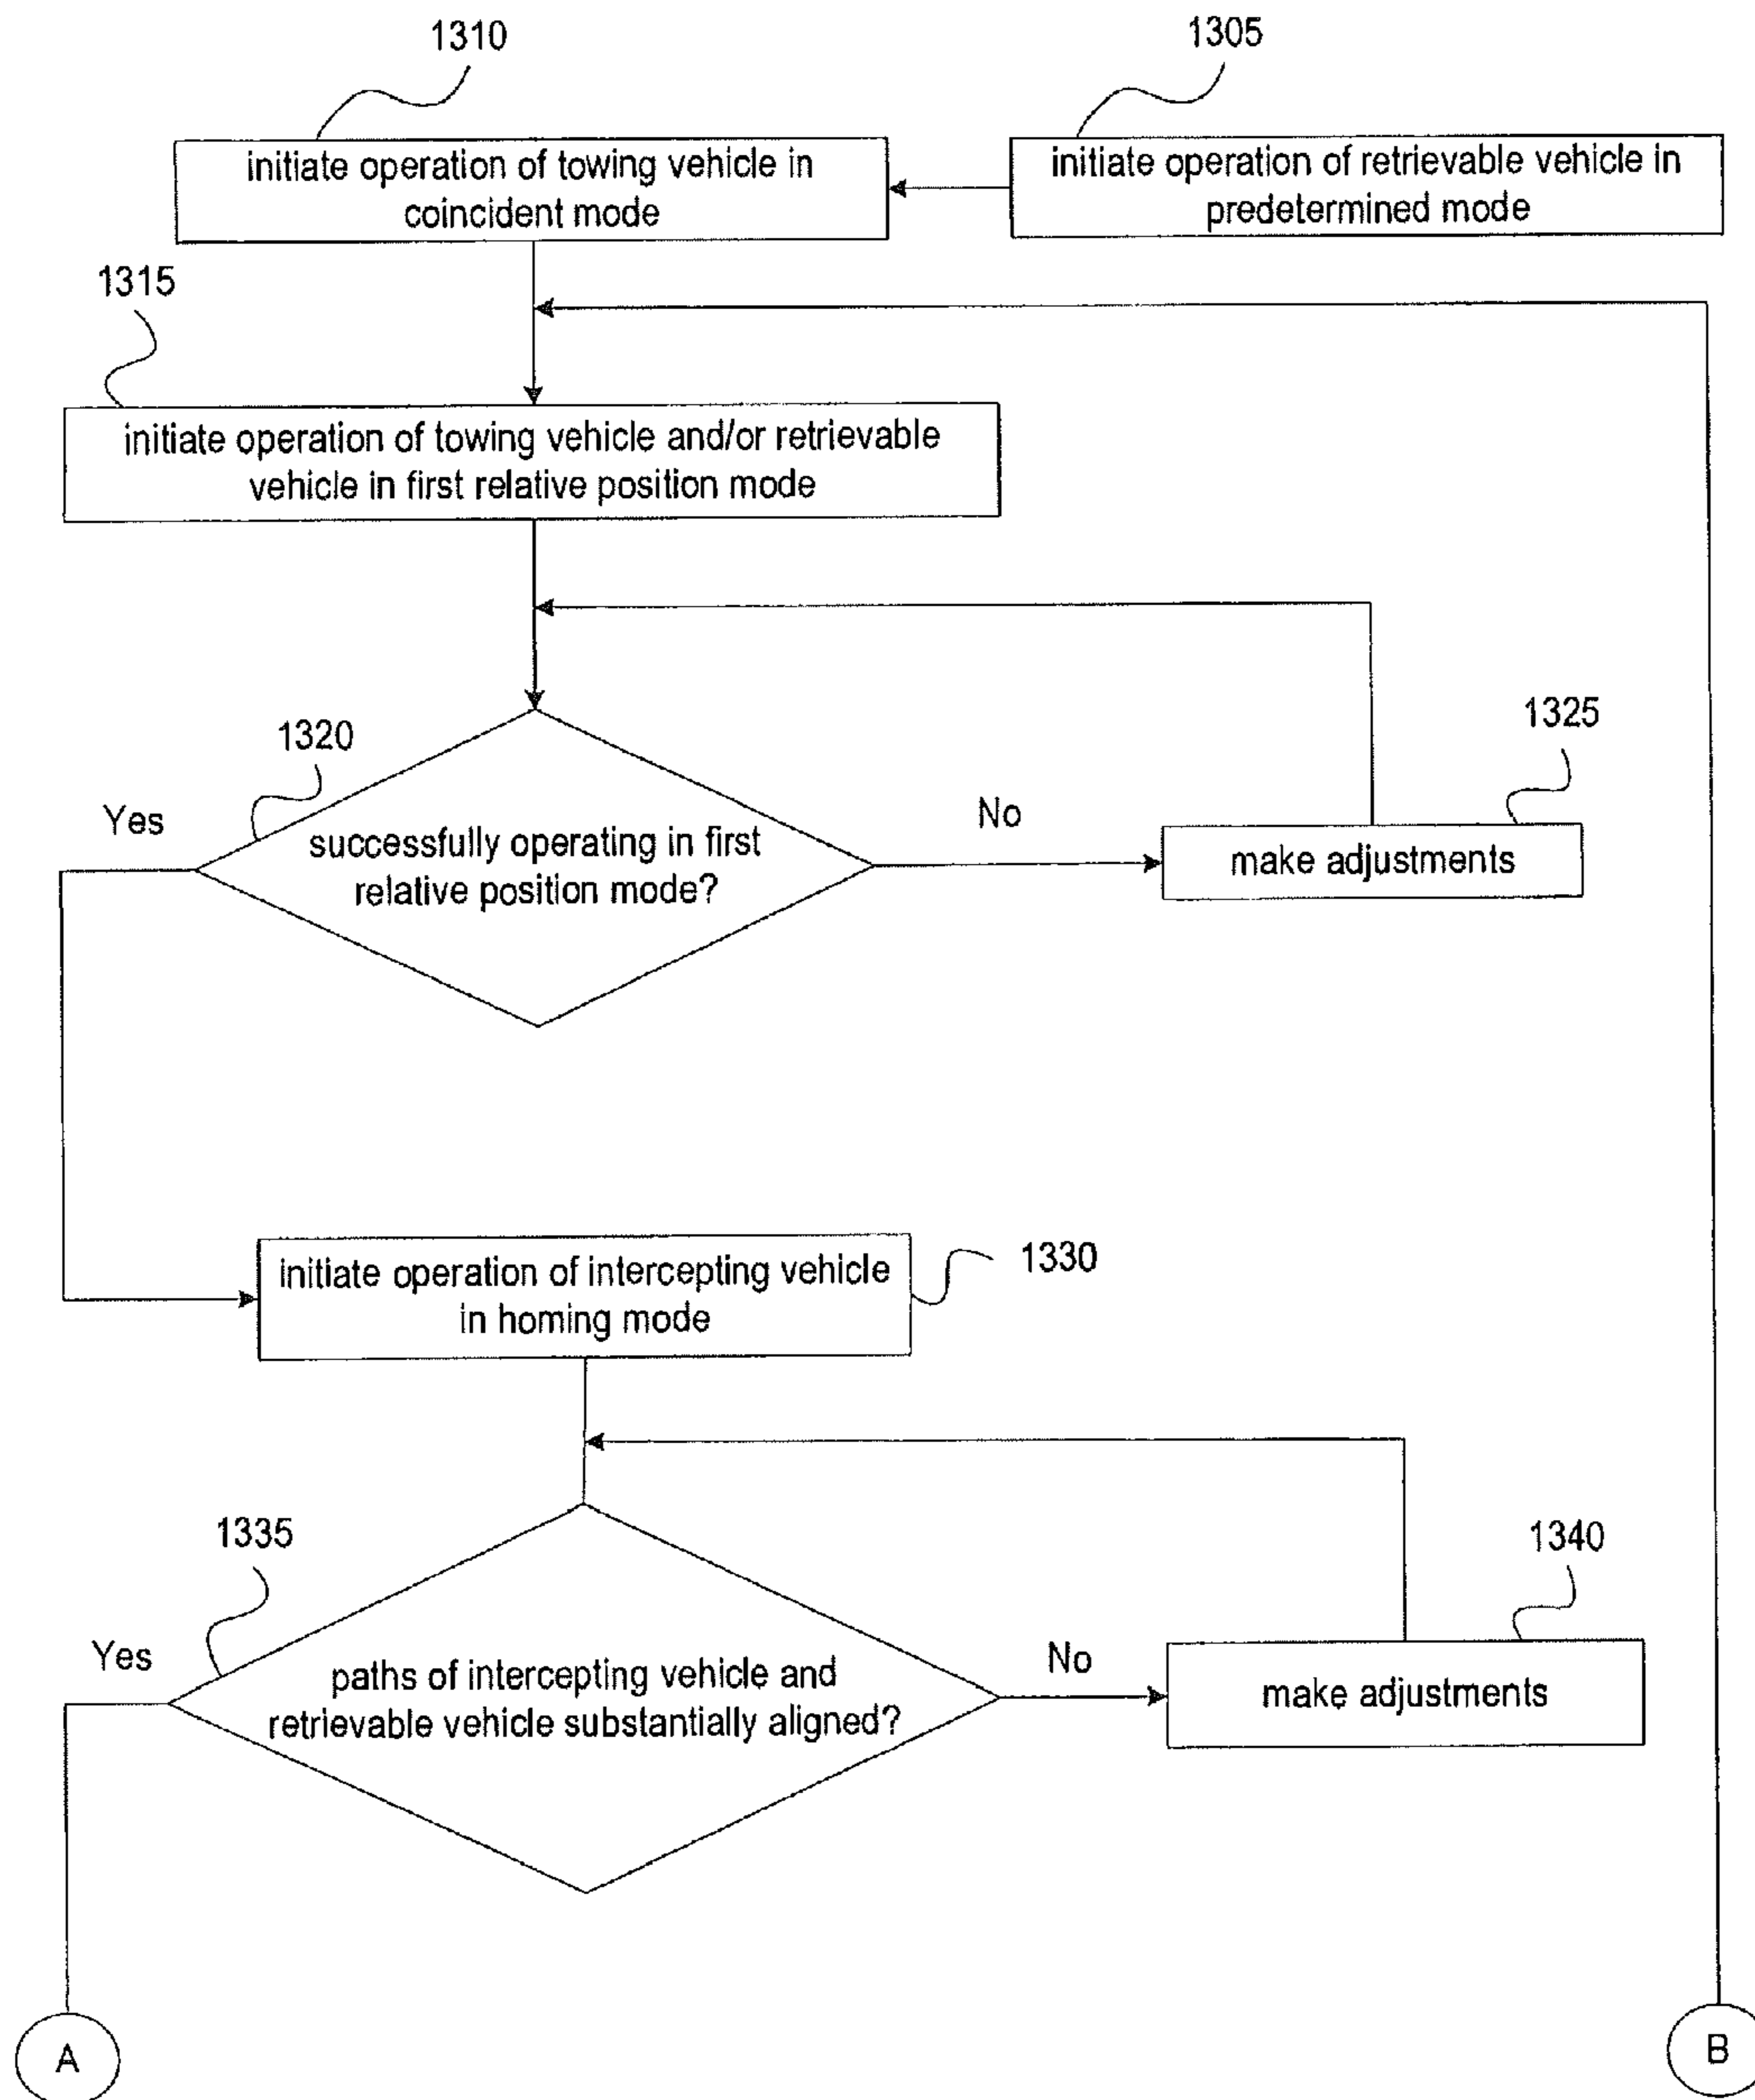 1310
1305
initiate operation of towing vehicle in
coincident mode
initiate operation of retrievable vehicle in
predetermined mode
1315
initiate operation of towing vehicle and/or retrievable
vehicle in first relative position mode
1320
1325
Yes
successfully operating in first
relative position mode?
No
make adjustments
initiate operation of intercepting vehicle
in homing mode
1330
1335
1340
Yes
paths of intercepting vehicle and
retrievable vehicle substantially aligned?
No
make adjustments
A
B